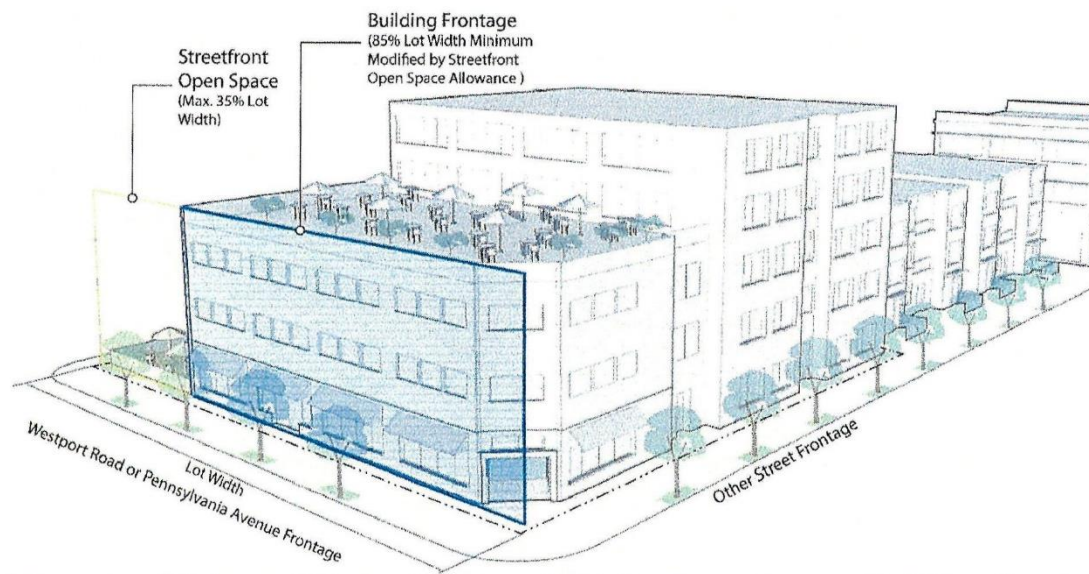 Building Frontage
(85% Lot Width Minimum
Modified by Streetfront
Open Space Allowance )
Streetfront
Open Space
(Max. 35% Lot
Width)
Lot Width
Westport Road or Pennsylvania Avenue Frontage
Other Street Frontage